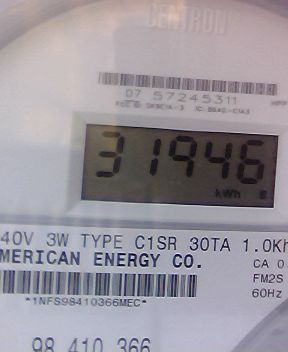 CENTRON
07 57245311
31946
kWh
40V 3W TYPE C1SR 30TA 1.0Kh
MERICAN ENERGY CO.
CA 0.
FM2S
60Hz
*1NFS98410366MEC*
98 410 366